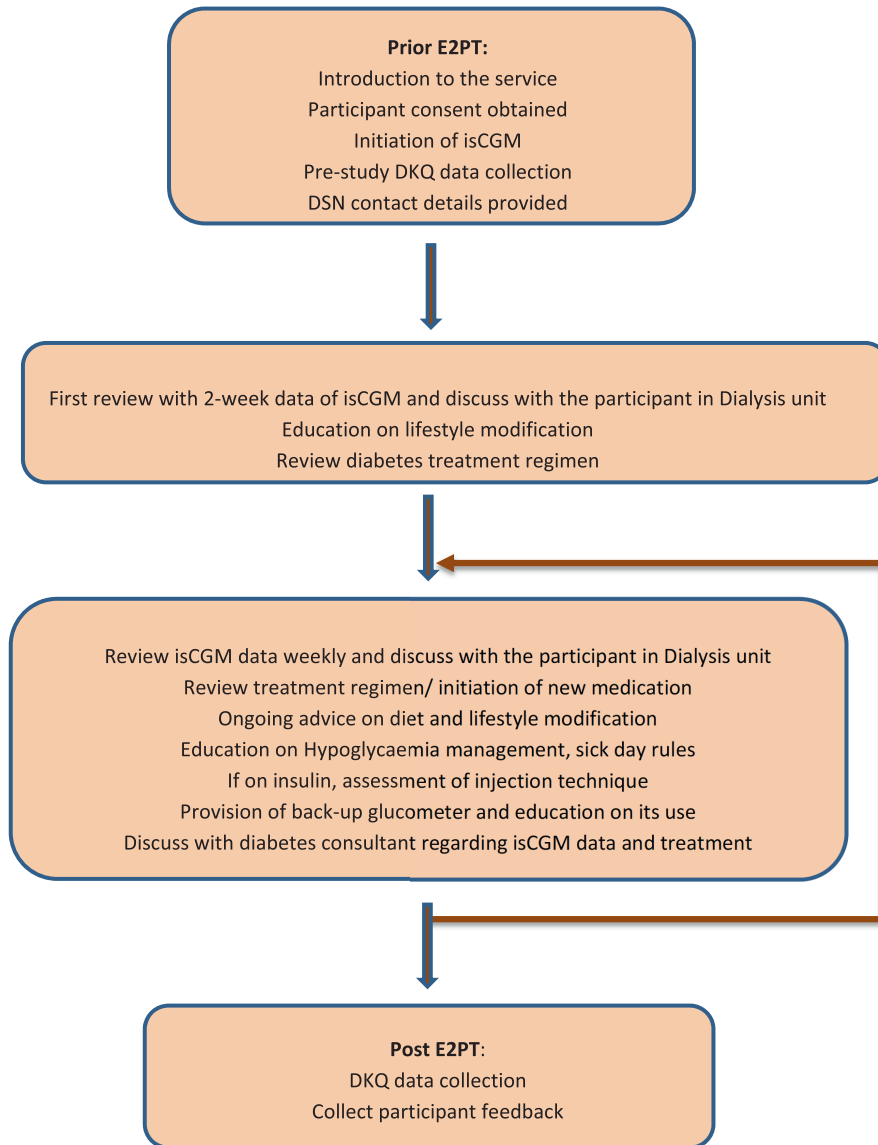 Prior E2PT:
Introduction to the service
Participant consent obtained
Initiation of isCGM
Pre-study DKQ data collection
DSN contact details provided
First review with 2-week data of isCGM and discuss with the participant in Dialysis unit
Education on lifestyle modification
Review diabetes treatment regimen
Review isCGM data weekly and discuss with the participant in Dialysis unit
Review treatment regimen/ initiation of new medication
Ongoing advice on diet and lifestyle modification
Education on Hypoglycaemia management, sick day rules
If on insulin, assessment of injection technique
Provision of back-up glucometer and education on its use
Discuss with diabetes consultant regarding isCGM data and treatment
Post E2PT:
DKQ data collection
Collect participant feedback